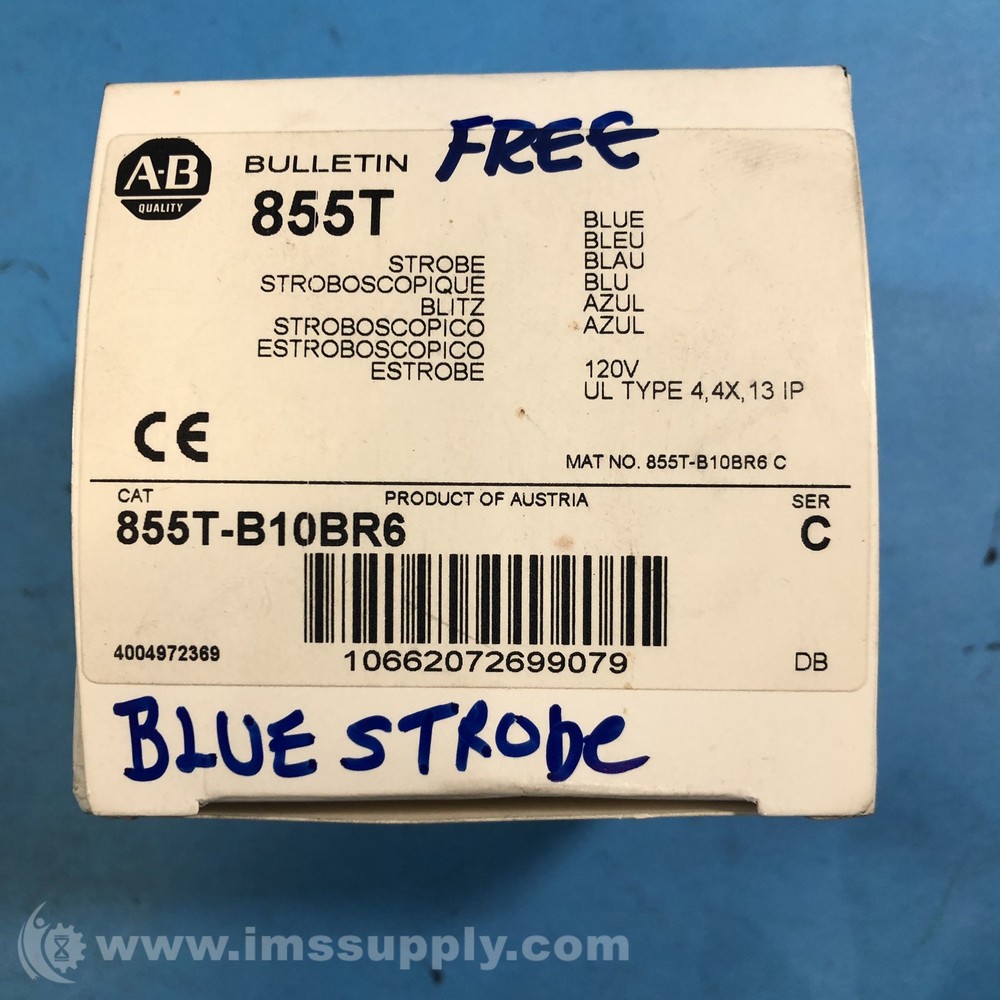 FREE
A-B
QUALITY
BULLETIN
855T
STROBE
STROBOSCOPIQUE
BLITZ
STROBOSCOPICO
ESTROBOSCOPICO
ESTROBE
BLUE
BLEU
BLAU
BLU
AZUL
AZUL
120V
UL TYPE 4,4X,13 IP
CE
MAT NO. 855T-B10BR6 C
CAT
PRODUCT OF AUSTRIA
SER
855T-B10BR6
C
10662072699079
4004972369
DB
BLUE STROBE
www.imssupply.com